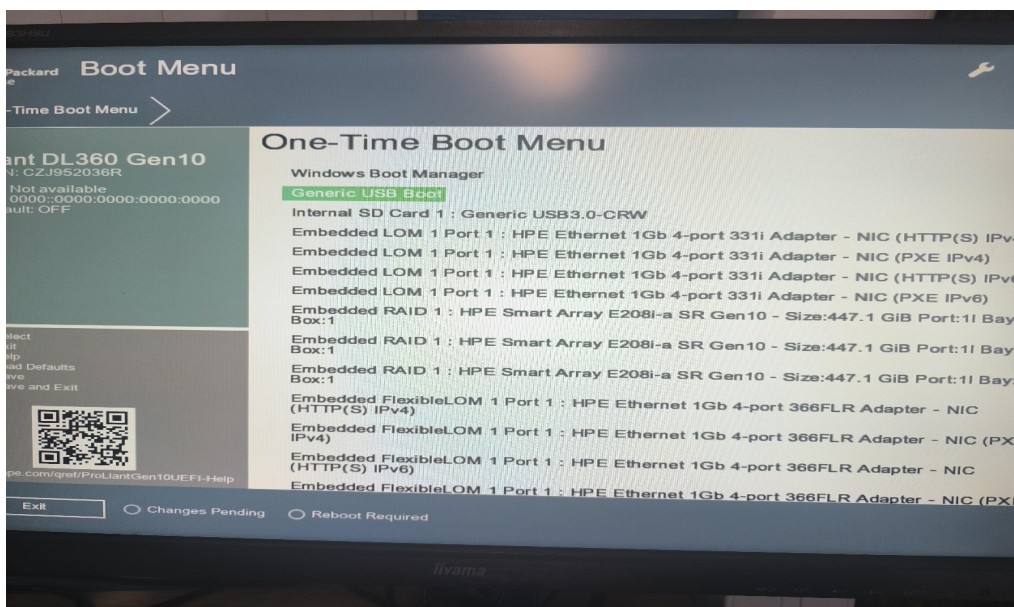 Packard
Boot Menu
e
-Time Boot Menu
One-Time Boot Menu
ant DL360 Gen10
N: CZJ952036R
Not available
0000::0000:0000:0000:0000
ault: OFF
Windows Boot Manager
Generic USB Boot
Internal SD Card 1 : Generic USB3.0-CRW
Embedded LOM 1 Port 1 : HPE Ethernet 1Gb 4-port 331i Adapter - NIC (HTTP(S) IPv4
Embedded LOM 1 Port 1 : HPE Ethernet 1Gb 4-port 331i Adapter - NIC (PXE IPv4)
Embedded LOM 1 Port 1 : HPE Ethernet 1Gb 4-port 331i Adapter - NIC (HTTP(S) IPv6
Embedded LOM 1 Port 1 : HPE Ethernet 1Gb 4-port 331i Adapter - NIC (PXE IPv6)
Embedded RAID 1 : HPE Smart Array E208i-a SR Gen10 - Size:447.1 GiB Port:1I Bay
Box:1
Embedded RAID 1 : HPE Smart Array E208i-a SR Gen10 - Size:447.1 GiB Port:1I Bay
Box:1
Embedded RAID 1 : HPE Smart Array E208i-a SR Gen10 - Size:447.1 GiB Port:1I Bay:
Box:1
Embedded FlexibleLOM 1 Port 1 : HPE Ethernet 1Gb 4-port 366FLR Adapter - NIC
(HTTP(S) IPv4)
Embedded FlexibleLOM 1 Port 1 : HPE Ethernet 1Gb 4-port 366FLR Adapter - NIC (PX
IPv4)
Embedded FlexibleLOM 1 Port 1 : HPE Ethernet 1Gb 4-port 366FLR Adapter - NIC
(HTTP(S) IPv6)
Embedded FlexibleLOM 1 Port 1 : HPE Ethernet 1Gb 4-port 366FLR Adapter - NIC (PX
elect
xit
elp
ad Defaults
ave
ave and Exit
pe.com/qref/ProLiantGen10UEFI-Help
Exit
Changes Pending
Reboot Required
iiyama